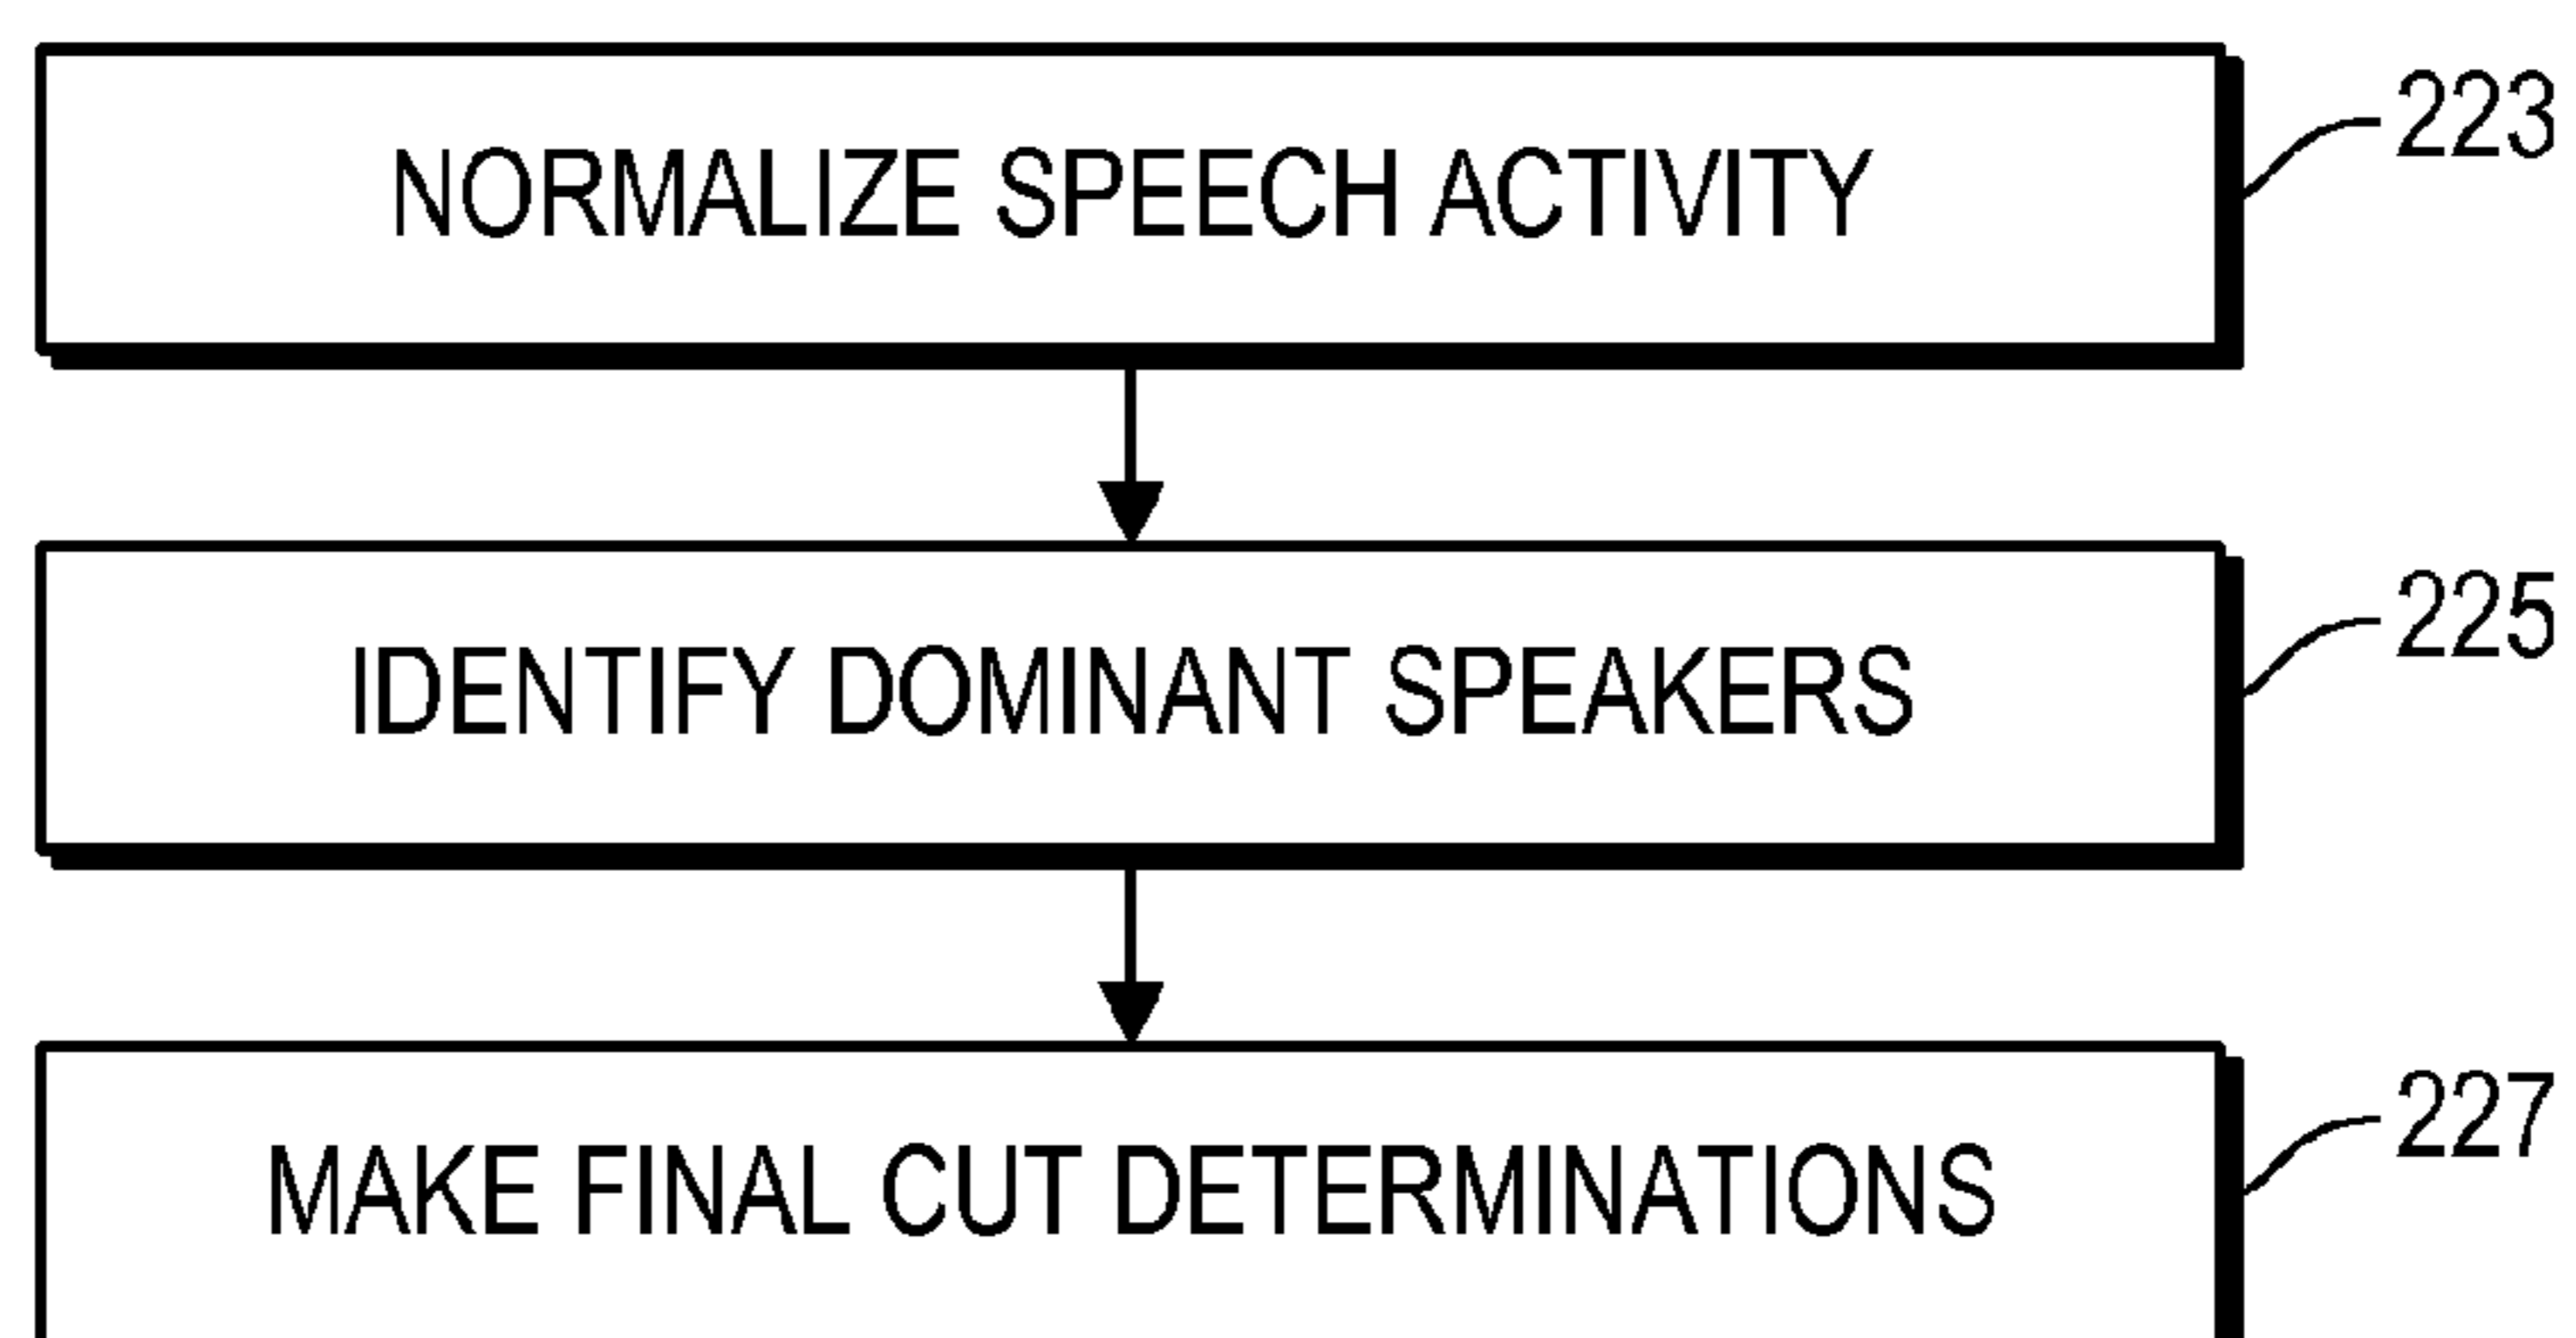 NORMALIZE SPEECH ACTIVITY
223
IDENTIFY DOMINANT SPEAKERS
225
MAKE FINAL CUT DETERMINATIONS
227